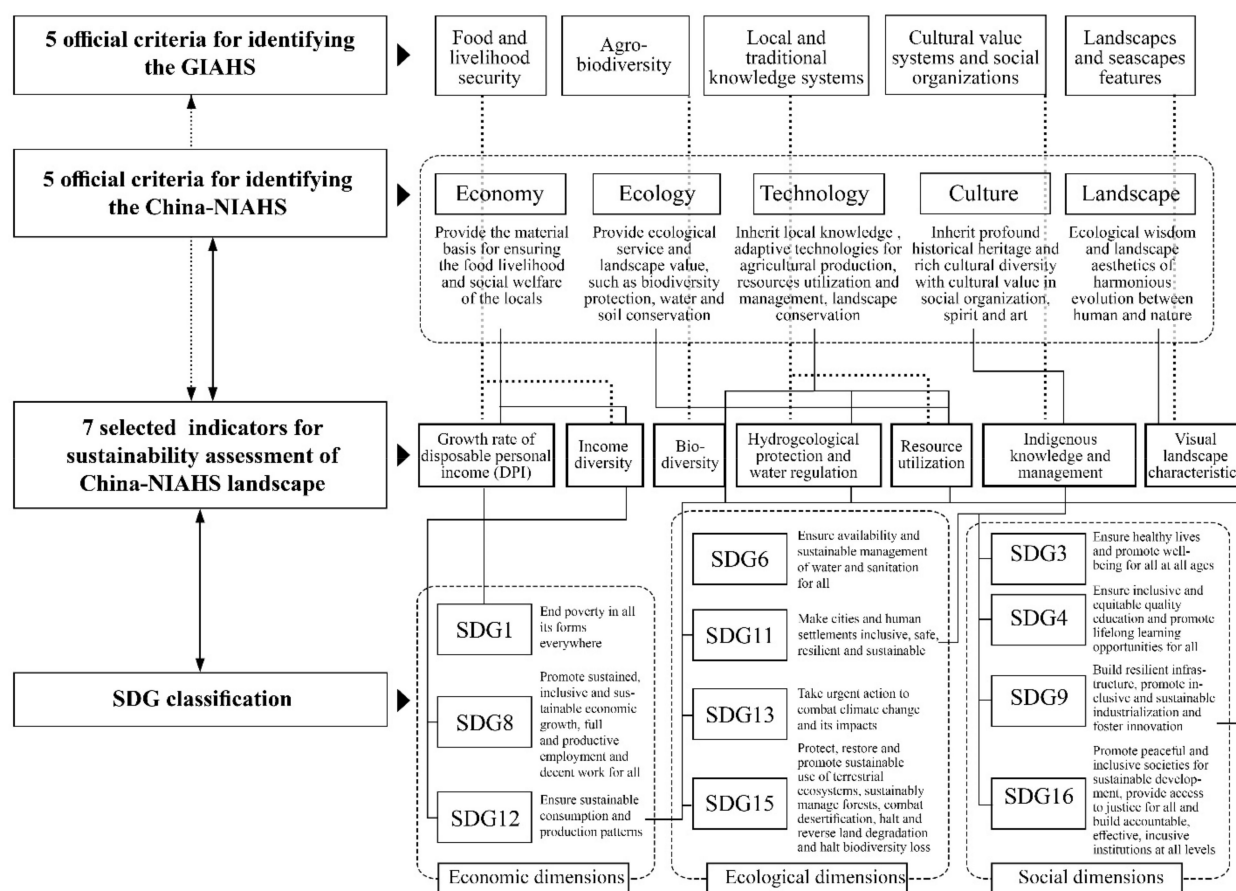 5 official criteria for identifying
the GIAHS
Food and
livelihood
security
Agro-
biodiversity
Local and
traditional
knowledge systems
Cultural value
systems and social
organizations
Landscapes
and seascapes
features
5 official criteria for identifying
the China-NIAHS
Economy
Provide the material
basis for ensuring
the food livelihood
and social welfare
of the locals
Ecology
Provide ecological
service and
landscape value,
such as biodiversity
protection, water and
soil conservation
Technology
Inherit local knowledge ,
adaptive technologies for
agricultural production,
resources utilization and
management, landscape
conservation
Culture
Inherit profound
historical heritage and
rich cultural diversity
with cultural value in
social organization,
spirit and art
Landscape
Ecological wisdom
and landscape
aesthetics of
harmonious
evolution between
human and nature
7 selected indicators for
sustainability assessment of
China-NIAHS landscape
Growth rate of
disposable personal
income (DPI)
Income
diversity
Bio-
diversity
Hydrogeological
protection and
water regulation
Resource
utilization
Indigenous
knowledge and
management
Visual
landscape
characteristic
SDG classification
SDG1
End poverty in all
its forms
everywhere
SDG8
Promote sustained,
inclusive and sus-
tainable economic
growth, full
and productive
employment and
decent work for all
SDG12
Ensure sustainable
consumption and
production patterns
Economic dimensions
SDG6
Ensure availability and
sustainable management
of water and sanitation
for all
SDG11
Make cities and human
settlements inclusive, safe,
resilient and sustainable
SDG13
Take urgent action to
combat climate change
and its impacts
SDG15
Protect, restore and
promote sustainable
use of terrestrial
ecosystems, sustainably
manage forests, combat
desertification, halt and
reverse land degradation
and halt biodiversity loss
Ecological dimensions
SDG3
Ensure healthy lives
and promote well-
being for all at all ages
SDG4
Ensure inclusive and
equitable quality
education and promote
lifelong learning
opportunities for all
SDG9
Build resilient infras-
tructure, promote in-
clusive and sustainable
industrialization and
foster innovation
SDG16
Promote peaceful and
inclusive societies for
sustainable develop-
ment, provide access
to justice for all and
build accountable,
effective, incusive
institutions at all levels
Social dimensions